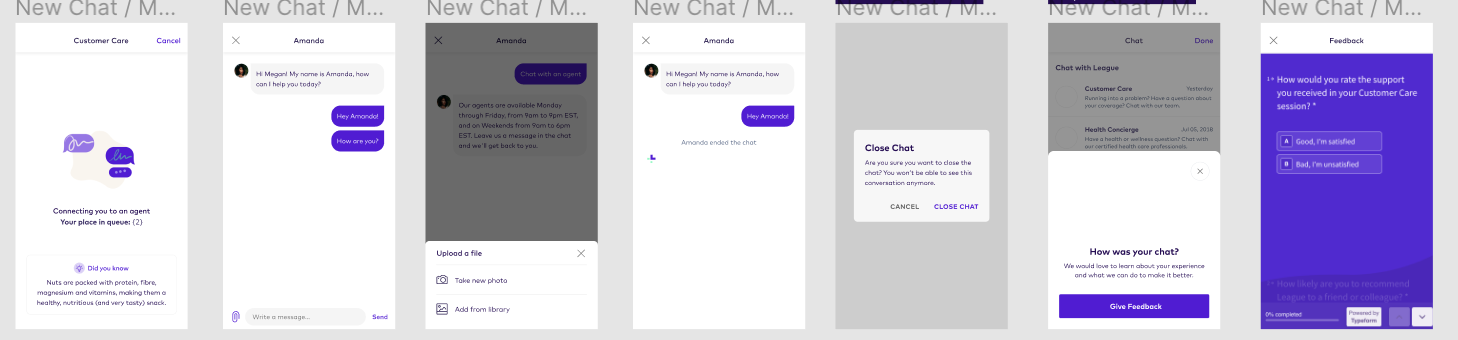 New Chat / M...
New Chat / M...
New Chat / M...
New Chat / M...
New Chat / M...
New Chat / M...
New Chat / M...
Customer Care
Cancel
Connecting you to an agent
Your place in queue: (2)
Did you know
Nuts are packed with protein, fibre,
magnesium and vitamins, making them a
healthy, nutritious (and very tasty) snack.
Amanda
Hi Megan! My name is Amanda, how
can I help you today?
Hey Amanda!
How are you?
Write a message...
Send
Amanda
Chat with an agent
Our agents are available Monday
through Friday, from 9am to 9pm EST,
and on Weekends from 9am to 6pm
EST. Leave us a message in the chat
and we'll get back to you.
Upload a file
Take new photo
Add from library
Amanda
Hi Megan! My name is Amanda, how
can I help you today?
Hey Amanda!
Amanda ended the chat
Close Chat
Are you sure you want to close the
chat? You won't be able to see this
conversation anymore.
CANCEL
CLOSE CHAT
Chat
Done
Chat with League
Customer Care
Yesterday
Running into a problem? Have a question about
your coverage? Chat with our team.
Health Concierge
Jul 05, 2018
Have a health or wellness question? Chat with
our certified health care professionals.
How was your chat?
We would love to learn about your experience
and what we can do to make it better.
Give Feedback
Feedback
1→ How would you rate the support
you received in your Customer Care
session? *
A Good, I'm satisfied
B Bad, I'm unsatisfied
2→ How likely are you to recommend
League to a friend or colleague? *
0% completed
Powered by
Typeform